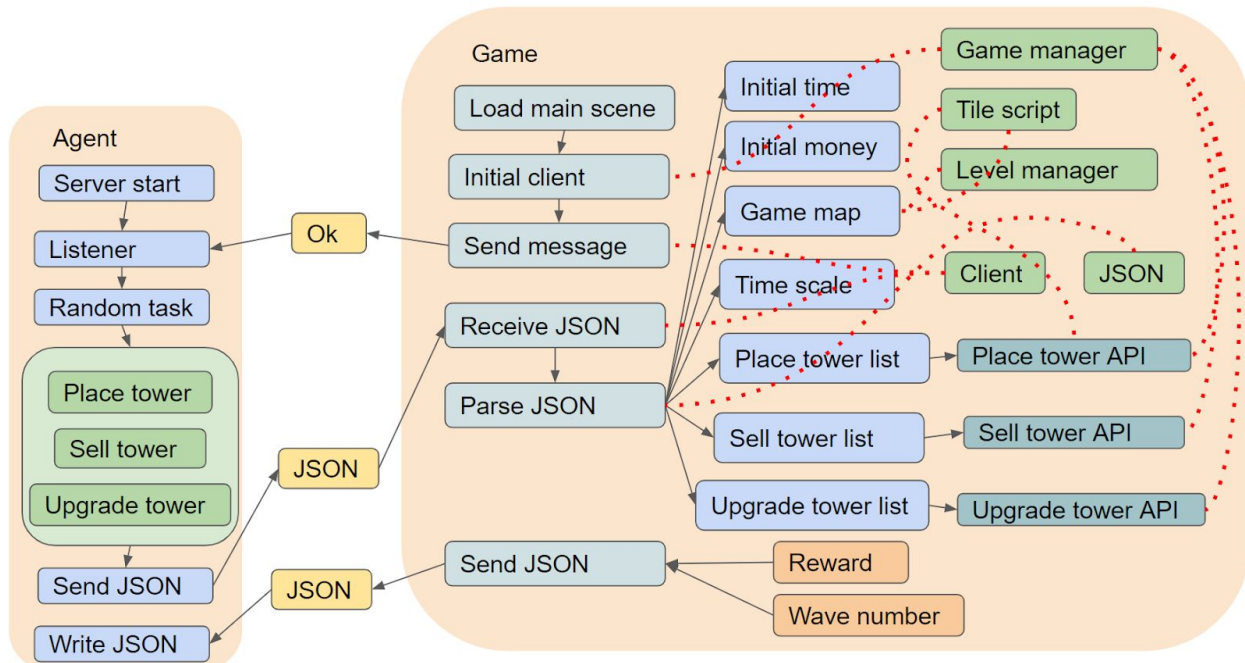 Agent
Server start
Listener
Random task
Place tower
Sell tower
Upgrade tower
Send JSON
Write JSON
Ok
JSON
JSON
Game
Load main scene
Initial client
Send message
Receive JSON
Parse JSON
Send JSON
Initial time
Initial money
Game map
Time scale
Place tower list
Sell tower list
Upgrade tower list
Reward
Wave number
Game manager
Tile script
Level manager
Client
JSON
Place tower API
Sell tower API
Upgrade tower API